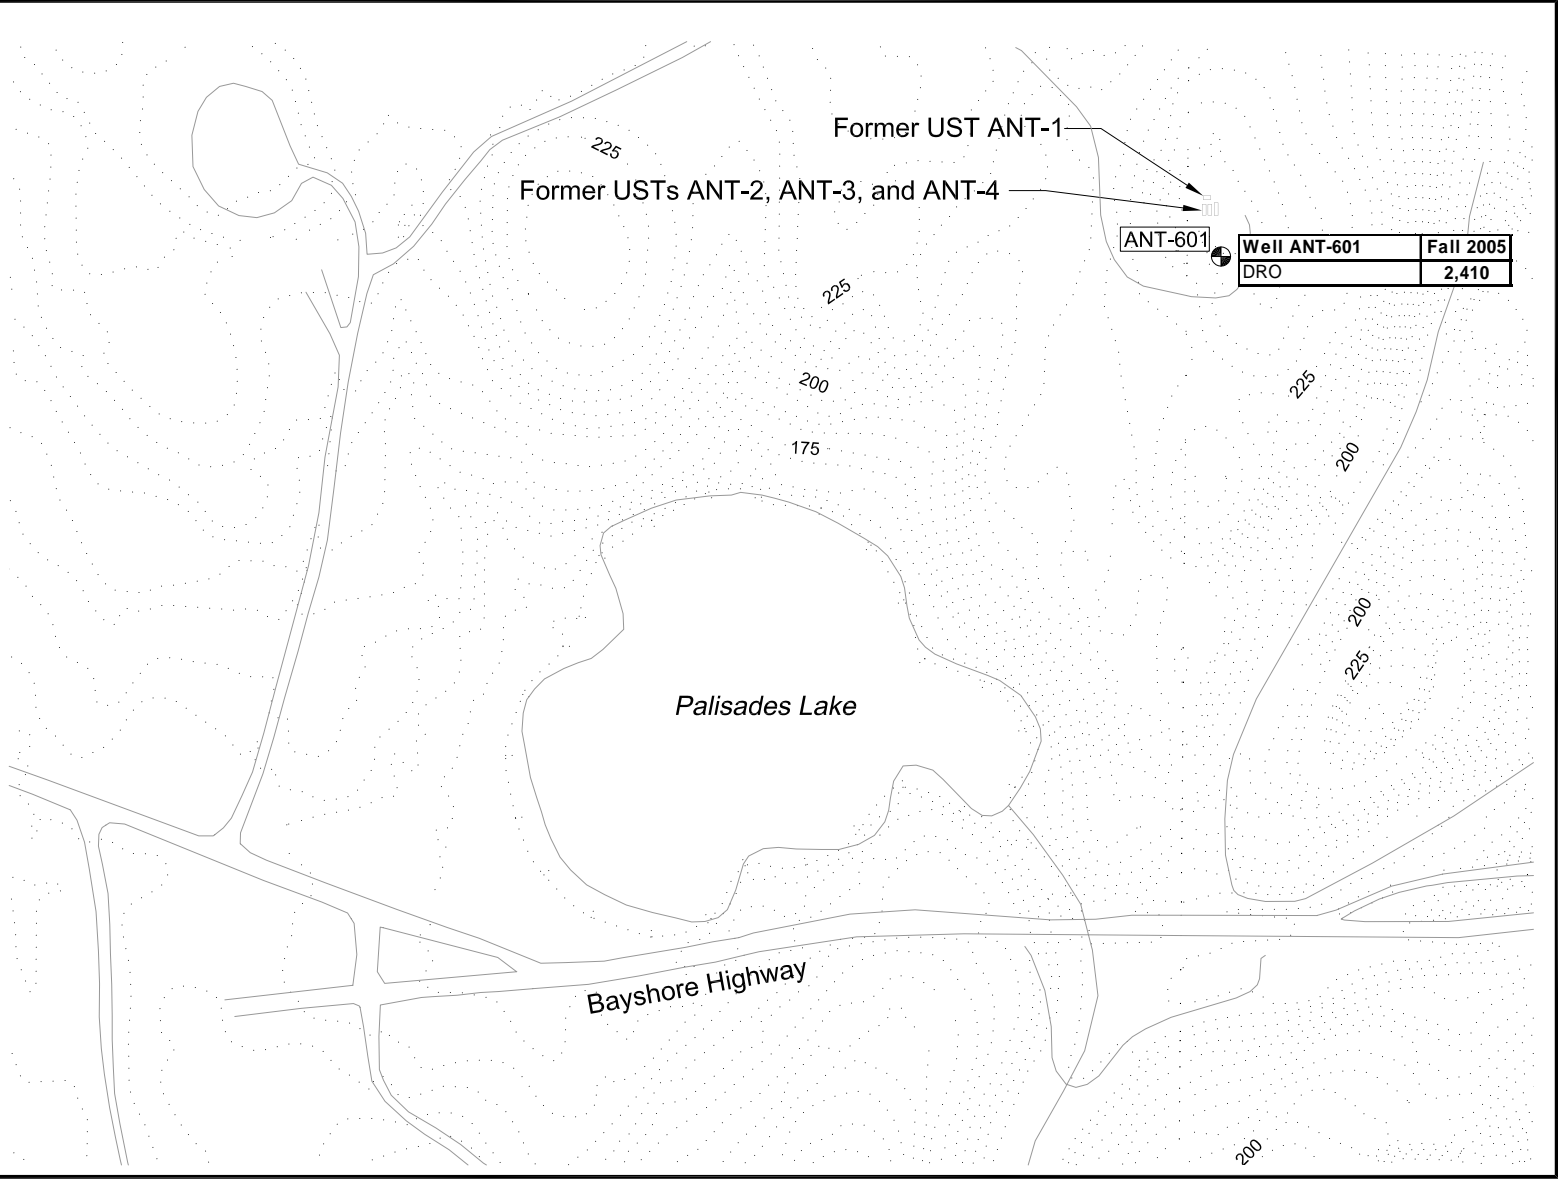 Former UST ANT-1
225
Former USTs ANT-2, ANT-3, and ANT-4
ANT-601
Well ANT-601 Fall 2005
DRO 2,410
225
200
225
175
200
200
225
Palisades Lake
Bayshore Highway
200